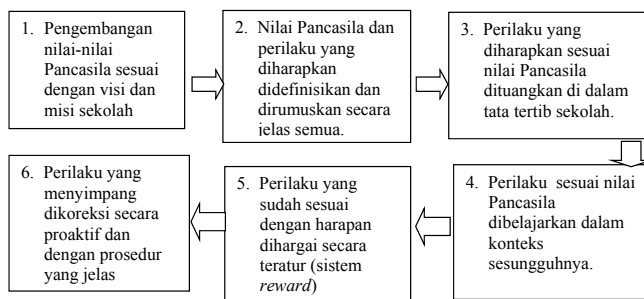 1. Pengembangan
nilai-nilai
Pancasila sesuai
dengan visi dan
misi sekolah
2. Nilai Pancasila dan
perilaku yang
diharapkan
didefinisikan dan
dirumuskan secara
jelas semua.
3. Perilaku yang
diharapkan sesuai
nilai Pancasila
dituangkan di dalam
tata tertib sekolah.
4. Perilaku sesuai nilai
Pancasila
dibelajarkan dalam
konteks
sesungguhnya.
5. Perilaku yang
sudah sesuai
dengan harapan
dihargai secara
teratur (sistem
reward)
6. Perilaku yang
menyimpang
dikoreksi secara
proaktif dan
dengan prosedur
yang jelas